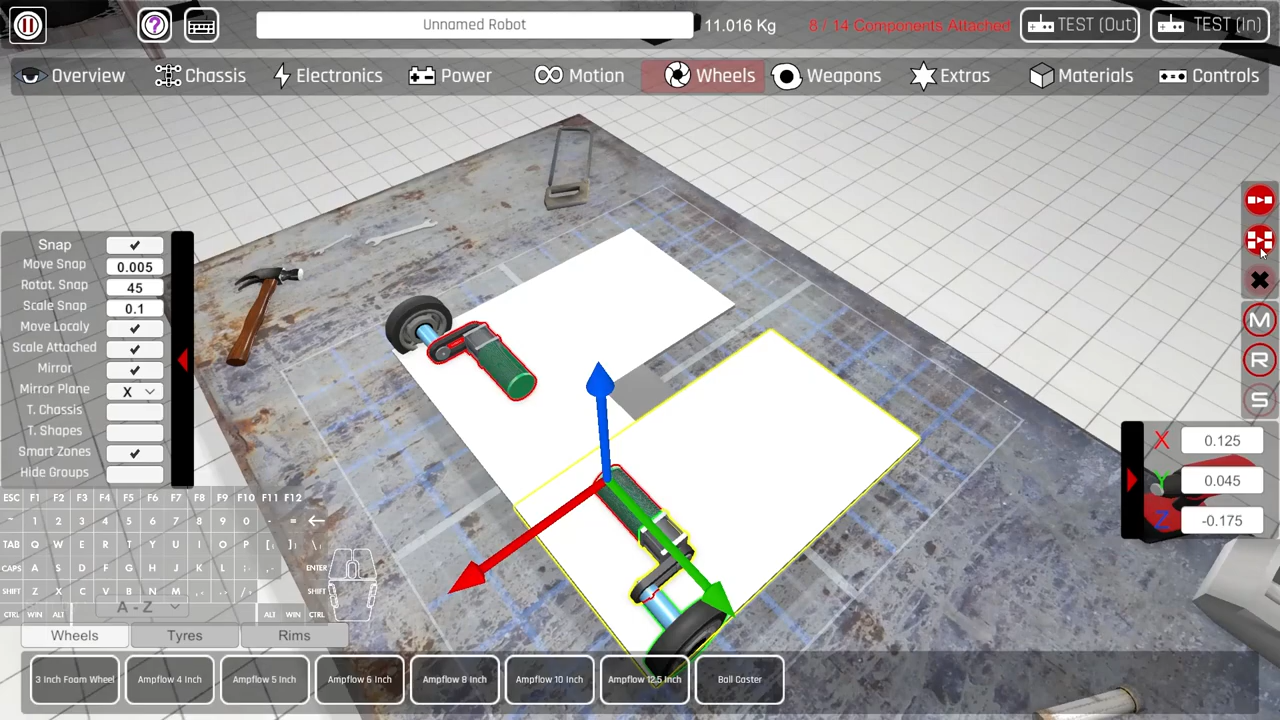 Unnamed Robot
11.016 Kg
8 / 14 Components Attached
TEST (Out)
TEST (In)
Overview
Chassis
Electronics
Power
Motion
Wheels
Weapons
Extras
Materials
Controls
Snap
Move Snap 0.005
Rotat. Snap 45
Scale Snap 0.1
Move Localy
Scale Attached
Mirror
Mirror Plane X
T. Chassis
T. Shapes
Smart Zones
Hide Groups
M
R
S
X 0.125
Y 0.045
Z -0.175
ESC F1 F2 F3 F4 F5 F6 F7 F8 F9 F10 F11 F12
1 2 3 4 5 6 7 8 9 0 - =
TAB Q W E R T Y U I O P [ ] \
CAPS A S D F G H J K L ; ENTER
SHIFT Z X C V B N M , . SHIFT
CTRL WIN ALT ALT WIN CTRL
A - Z
Wheels
Tyres
Rims
3 Inch Foam Wheel
Ampflow 4 Inch
Ampflow 5 Inch
Ampflow 6 Inch
Ampflow 8 Inch
Ampflow 10 Inch
Ampflow 12.5 Inch
Ball Caster